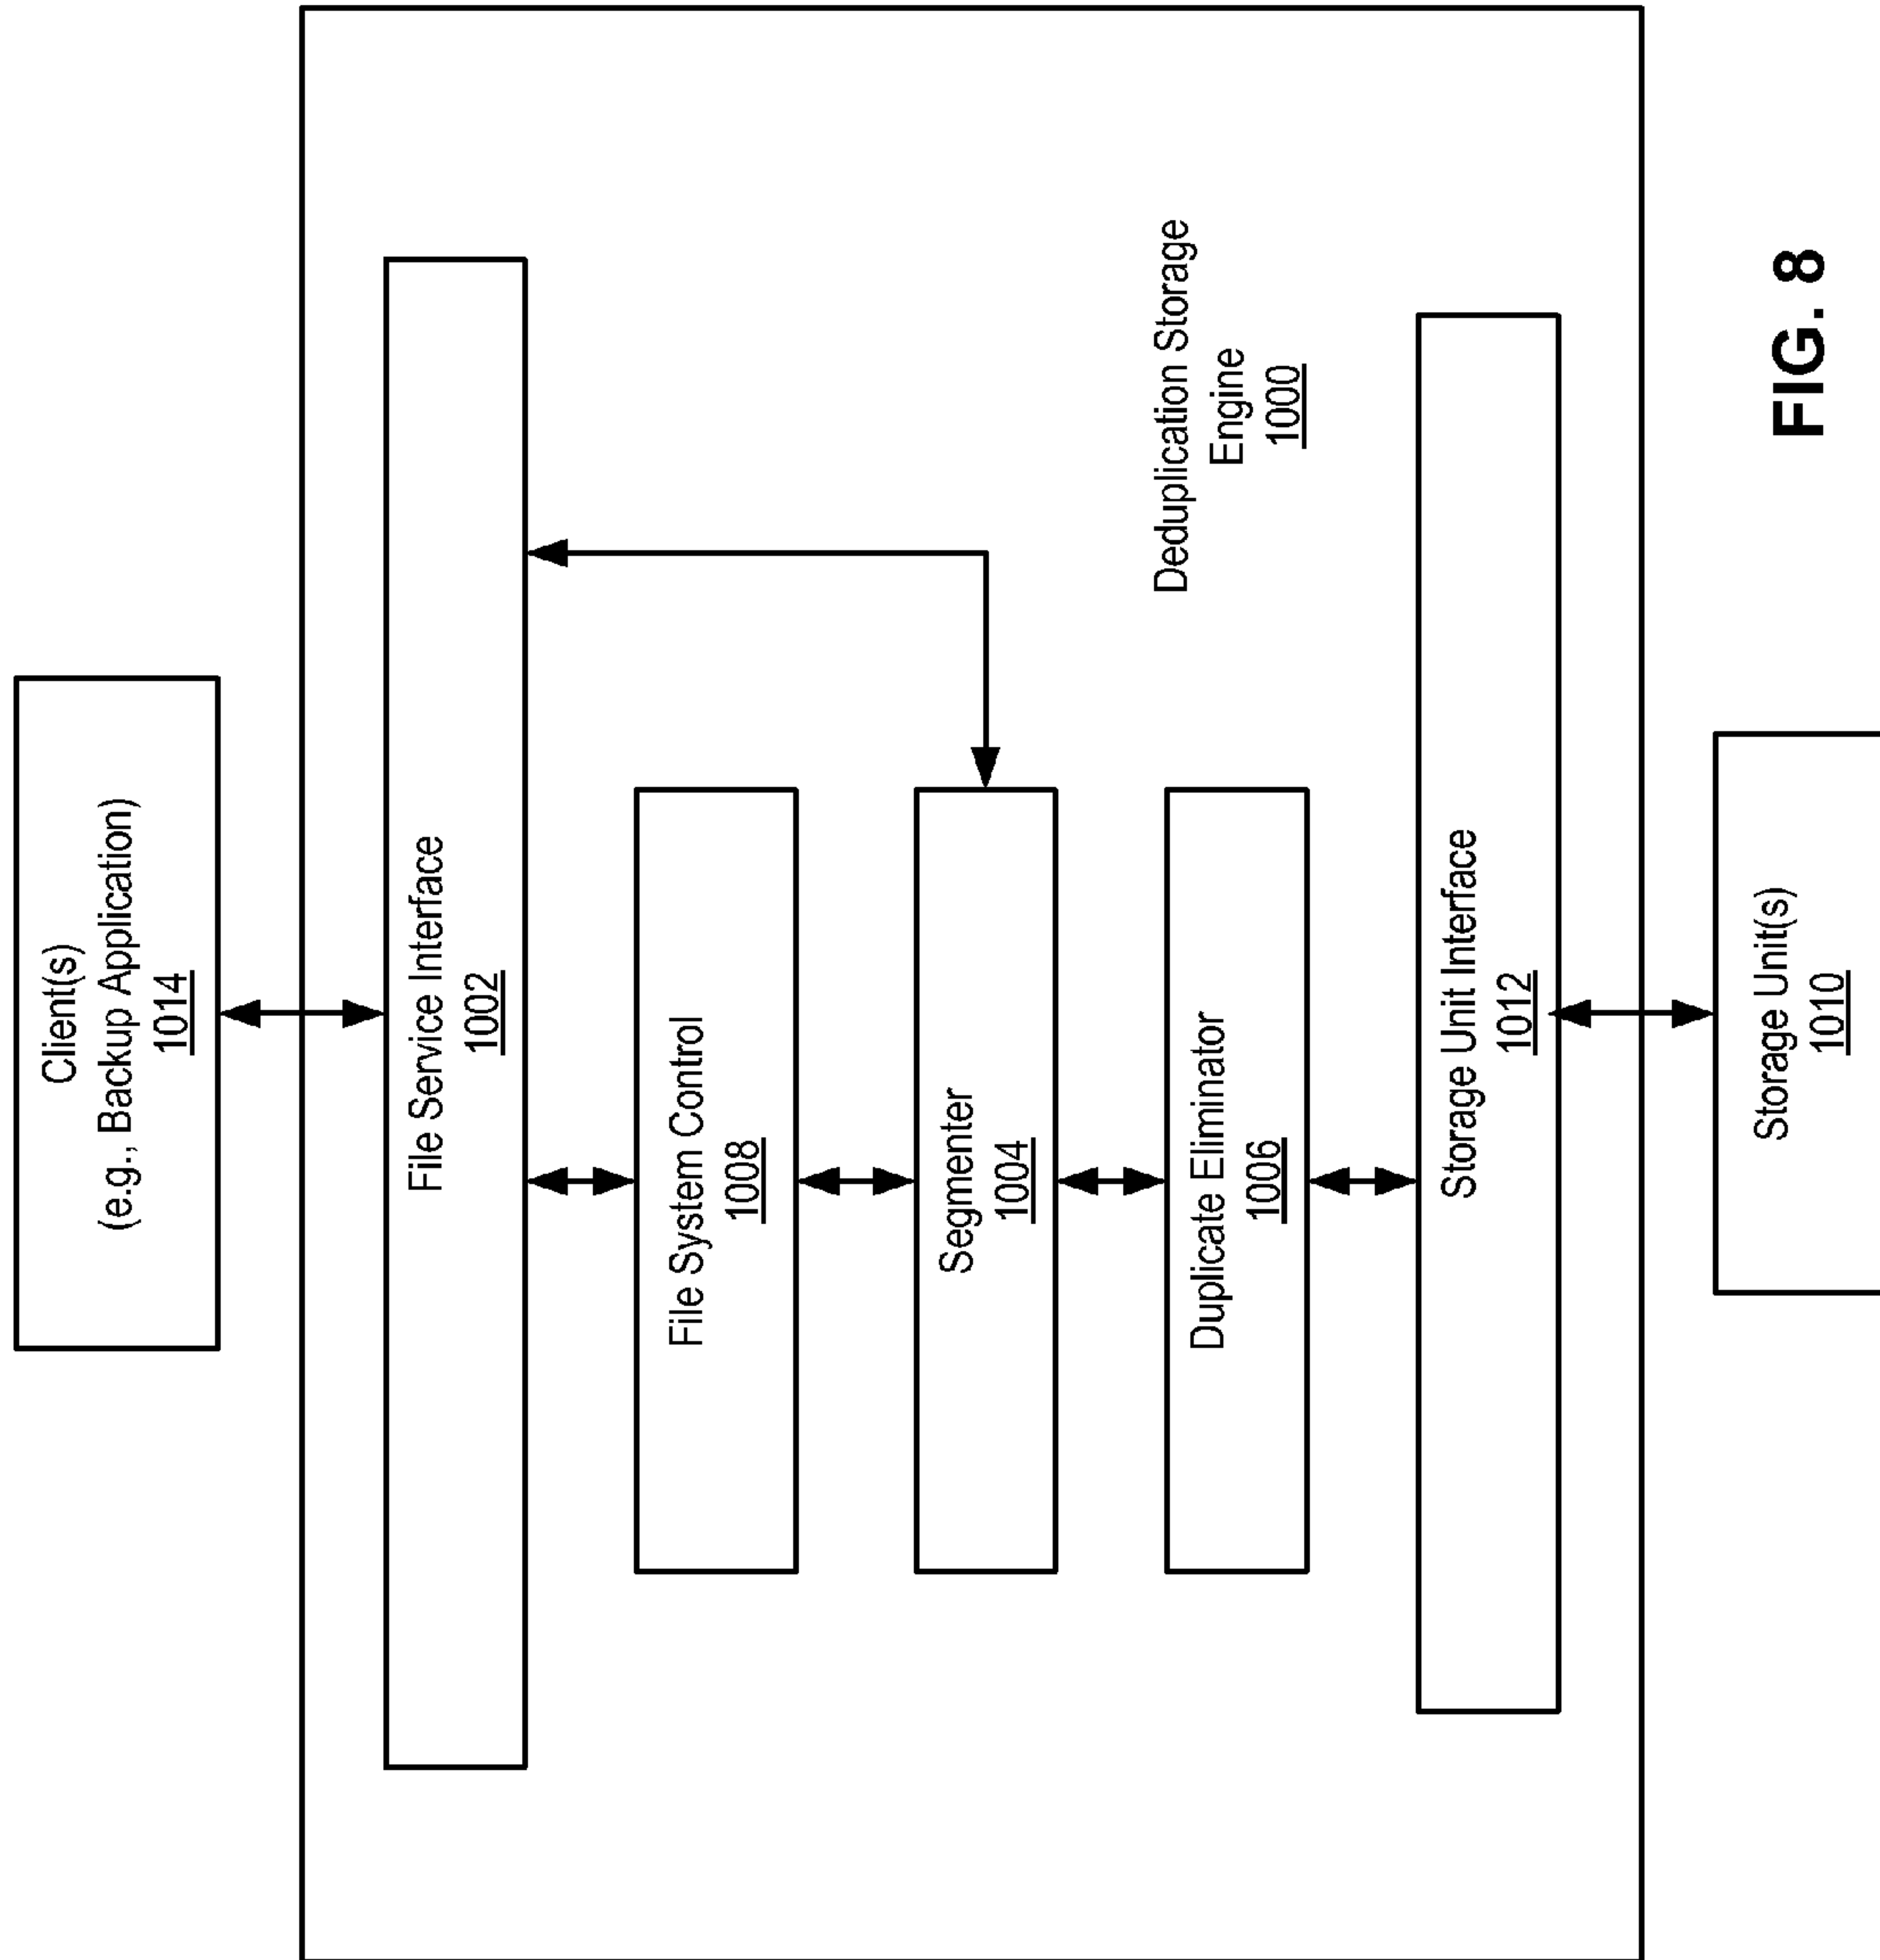 Client(s)
(e.g., Backup Application)
1014
File Service Interface
1002
File System Control
1008
Segmenter
1004
Duplicate Eliminator
1006
Deduplication Storage
Engine
1000
Storage Unit Interface
1012
Storage Unit(s)
1010
FIG. 8